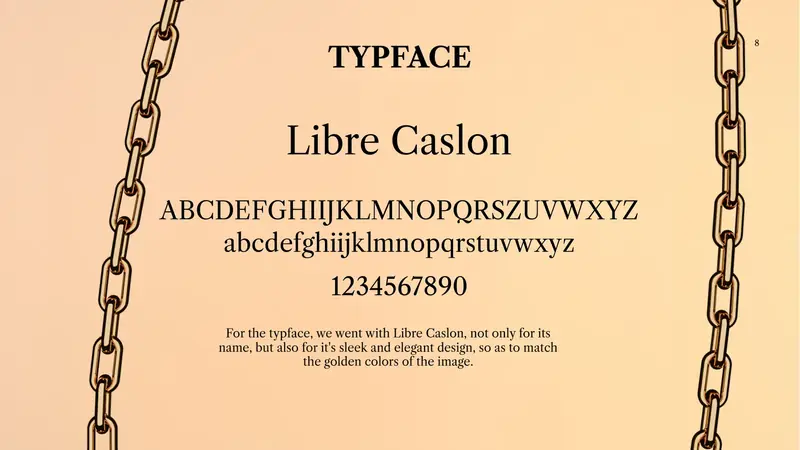 8
TYPFACE
Libre Caslon
ABCDEFGHIIJKLMNOPQRSZUVWXYZ
abcdefghiijklmnopqrstuvwxyz
1234567890
For the typface, we went with Libre Caslon, not only for its
name, but also for it's sleek and elegant design, so as to match
the golden colors of the image.